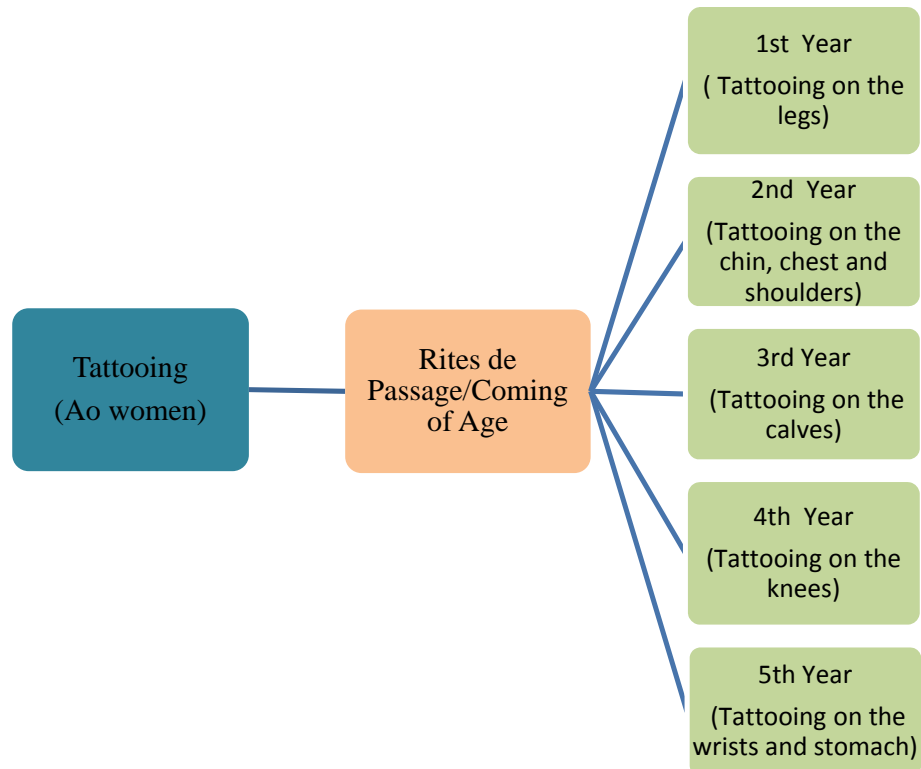 Tattooing
(Ao women)
Rites de
Passage/Coming
of Age
1st  Year
( Tattooing on the
legs)
2nd  Year
(Tattooing on the
chin, chest and
shoulders)
3rd Year
(Tattooing on the
calves)
4th  Year
(Tattooing on the
knees)
5th Year
(Tattooing on the
wrists and stomach)